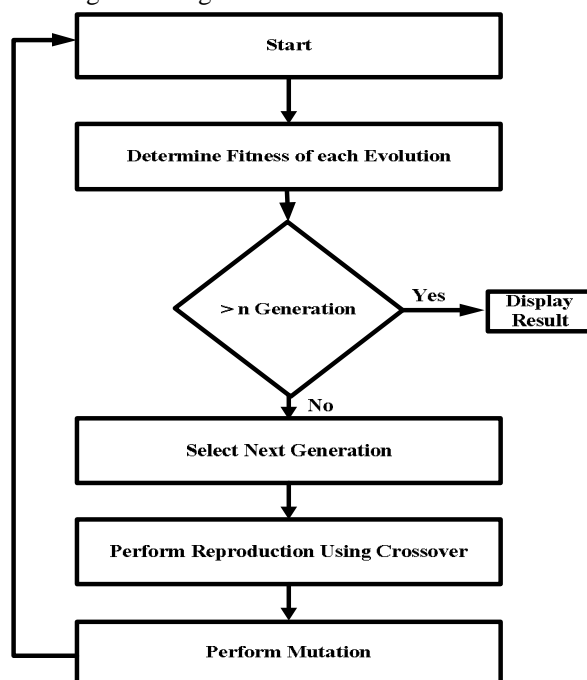 Start
Determine Fitness of each Evolution
> n Generation
Yes
Display
Result
No
Select Next Generation
Perform Reproduction Using Crossover
Perform Mutation